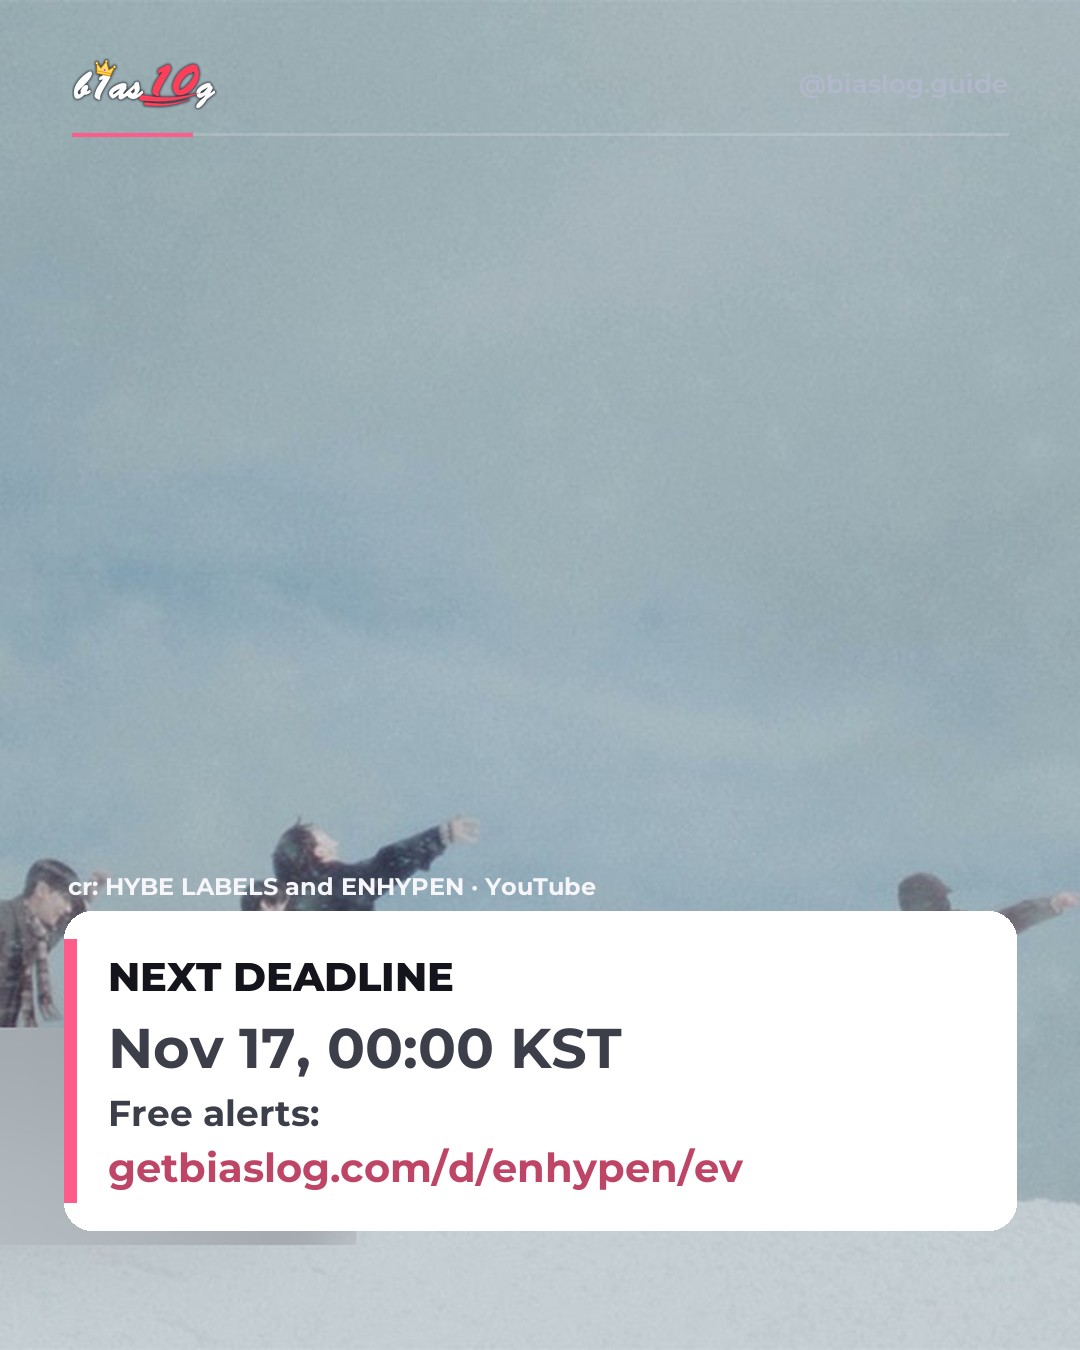 b1as10g
@biaslog.guide
cr: HYBE LABELS and ENHYPEN · YouTube
NEXT DEADLINE
Nov 17, 00:00 KST
Free alerts:
getbiaslog.com/d/enhypen/ev